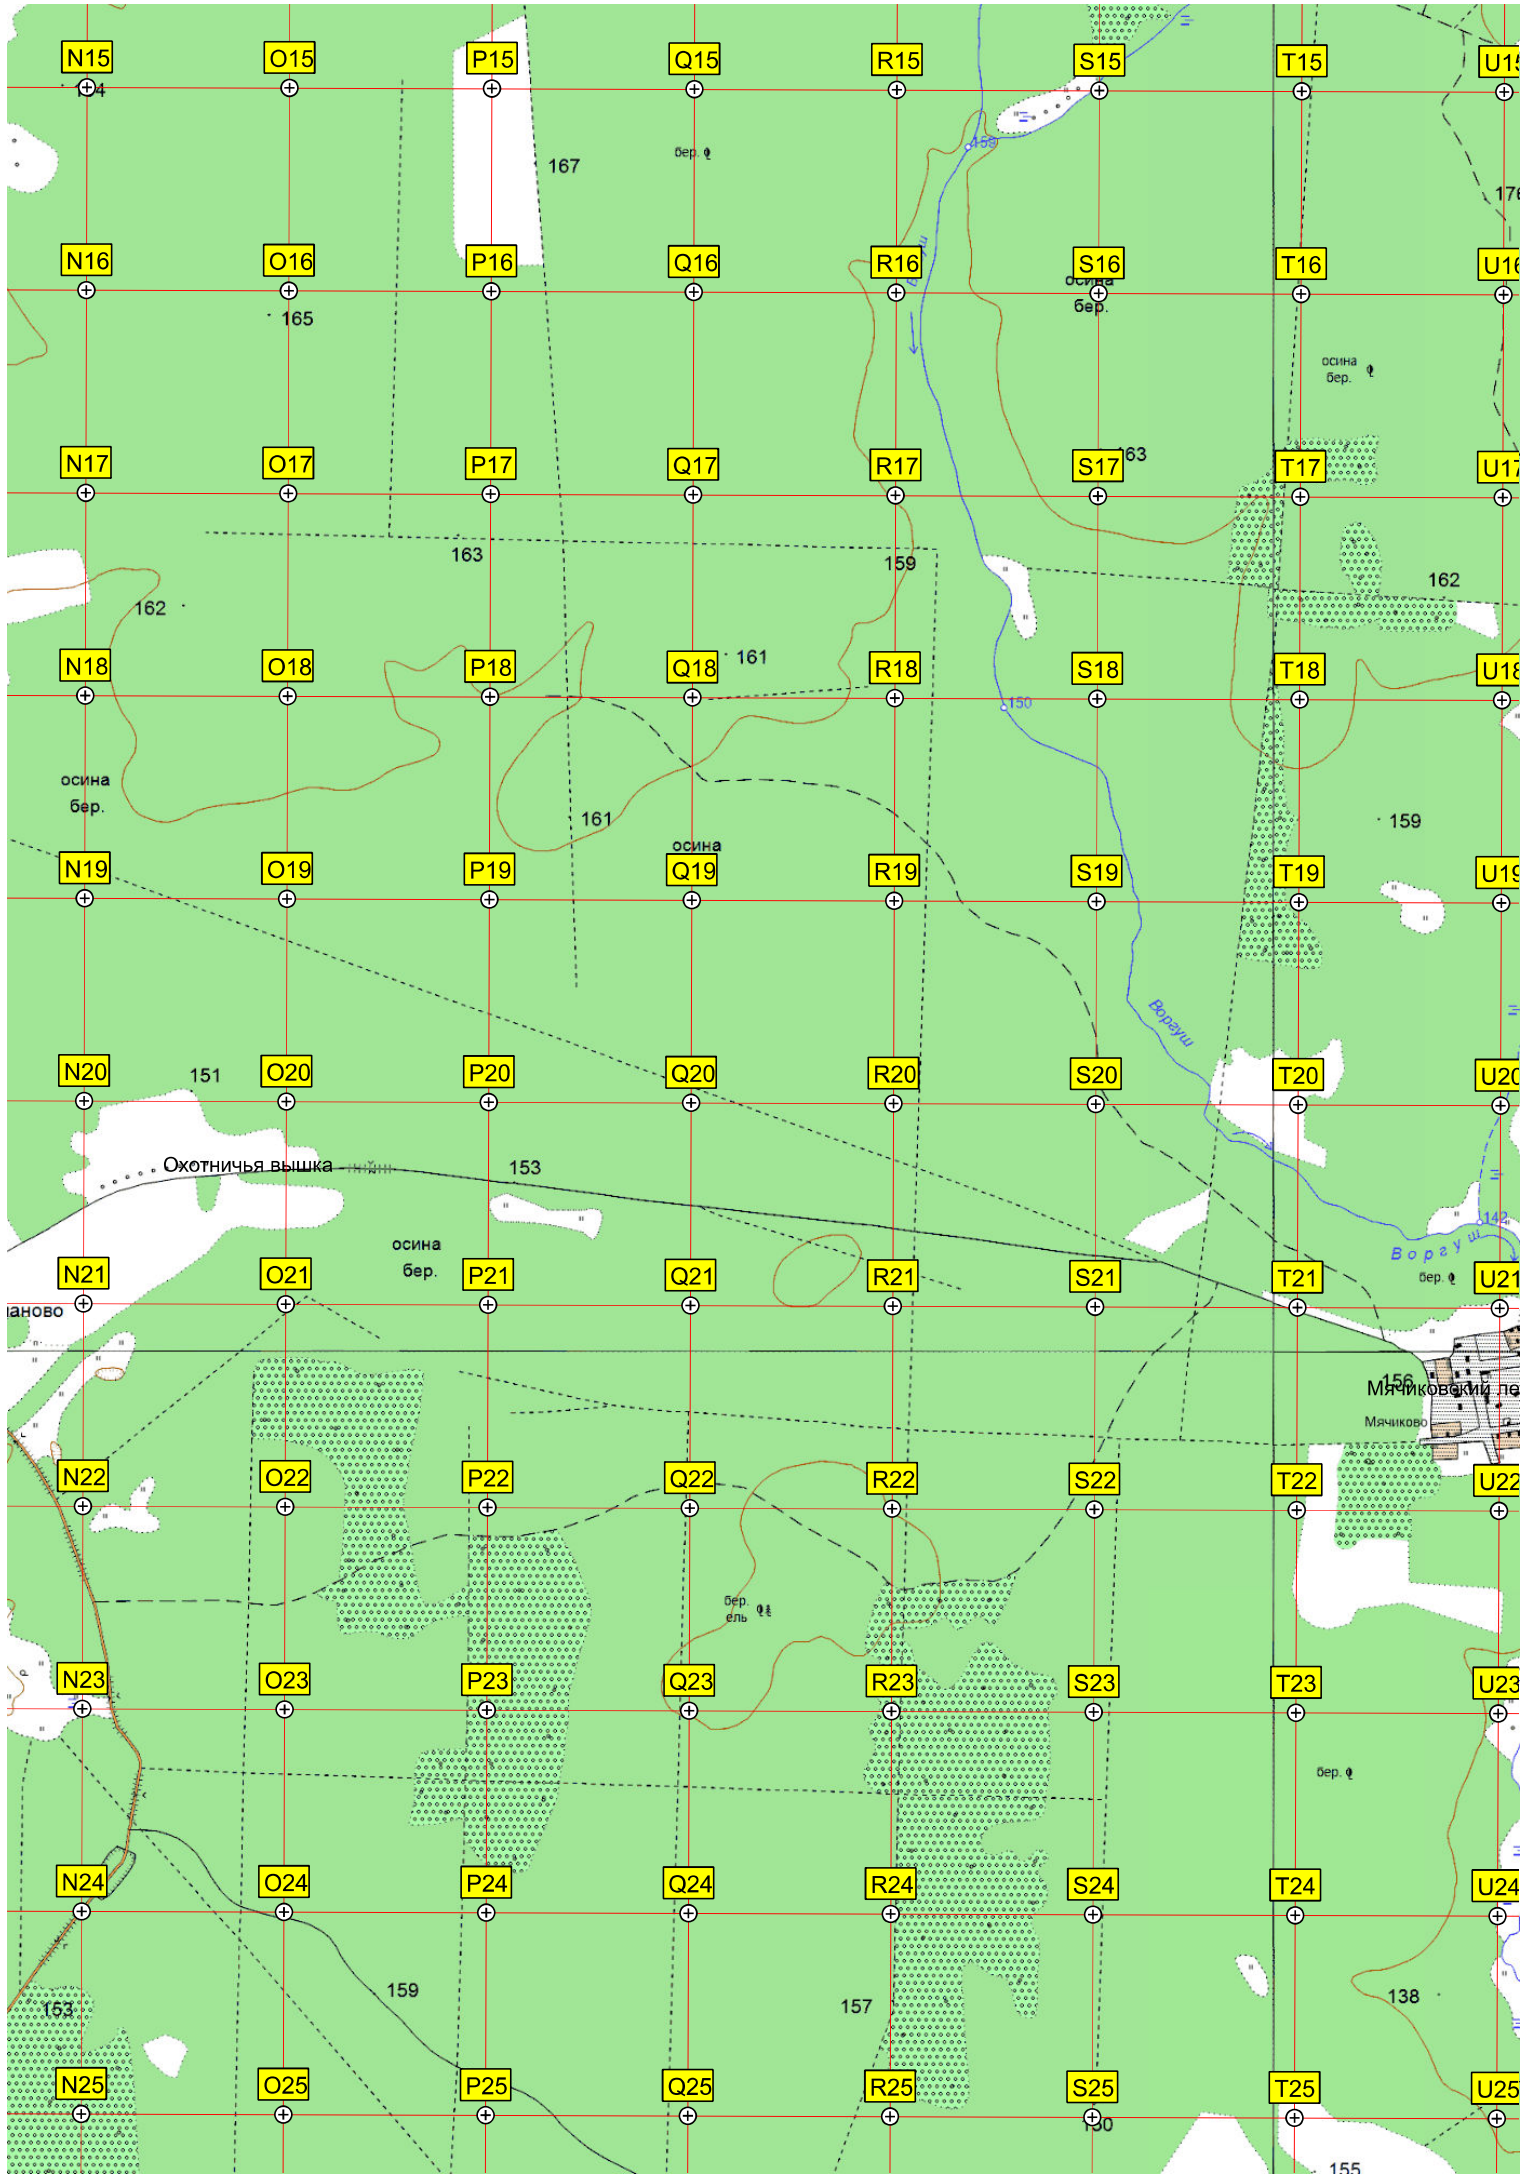 N15 O15 P15 Q15 R15 S15 T15 U15
бер.
159
167
176
N16 O16 P16 Q16 R16 S16 T16 U16
осина
бер.
165
осина
бер.
163
N17 O17 P17 Q17 R17 S17 T17 U17
163
159
162
162
161
N18 O18 P18 Q18 R18 S18 T18 U18
150
осина
бер.
161
159
осина
N19 O19 P19 Q19 R19 S19 T19 U19
Воргуш
N20 O20 P20 Q20 R20 S20 T20 U20
151
Охотничья вышка
153
142
Воргуш
осина
бер.
бер.
N21 O21 P21 Q21 R21 S21 T21 U21
аново
156
Мячиковский ле
Мячиково
N22 O22 P22 Q22 R22 S22 T22 U22
бер.
ель
N23 O23 P23 Q23 R23 S23 T23 U23
бер.
N24 O24 P24 Q24 R24 S24 T24 U24
159
157
138
153
N25 O25 P25 Q25 R25 S25 T25 U25
155